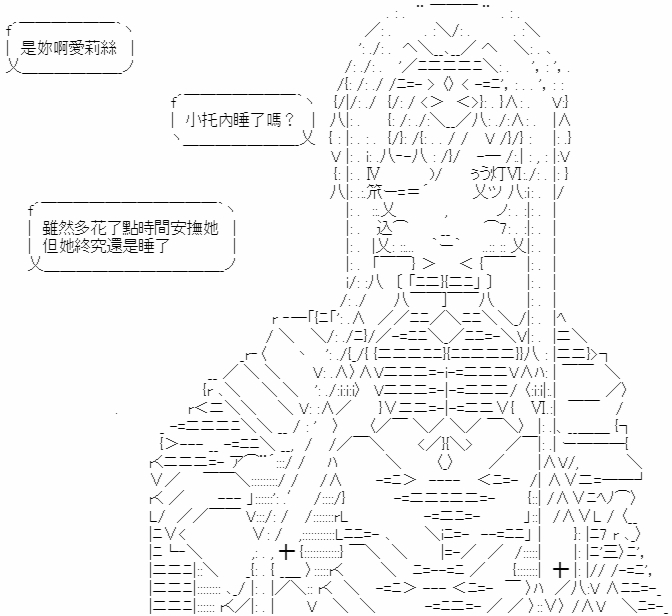 是妳啊愛莉絲
小托內睡了嗎？
雖然多花了點時間安撫她
但她終究還是睡了